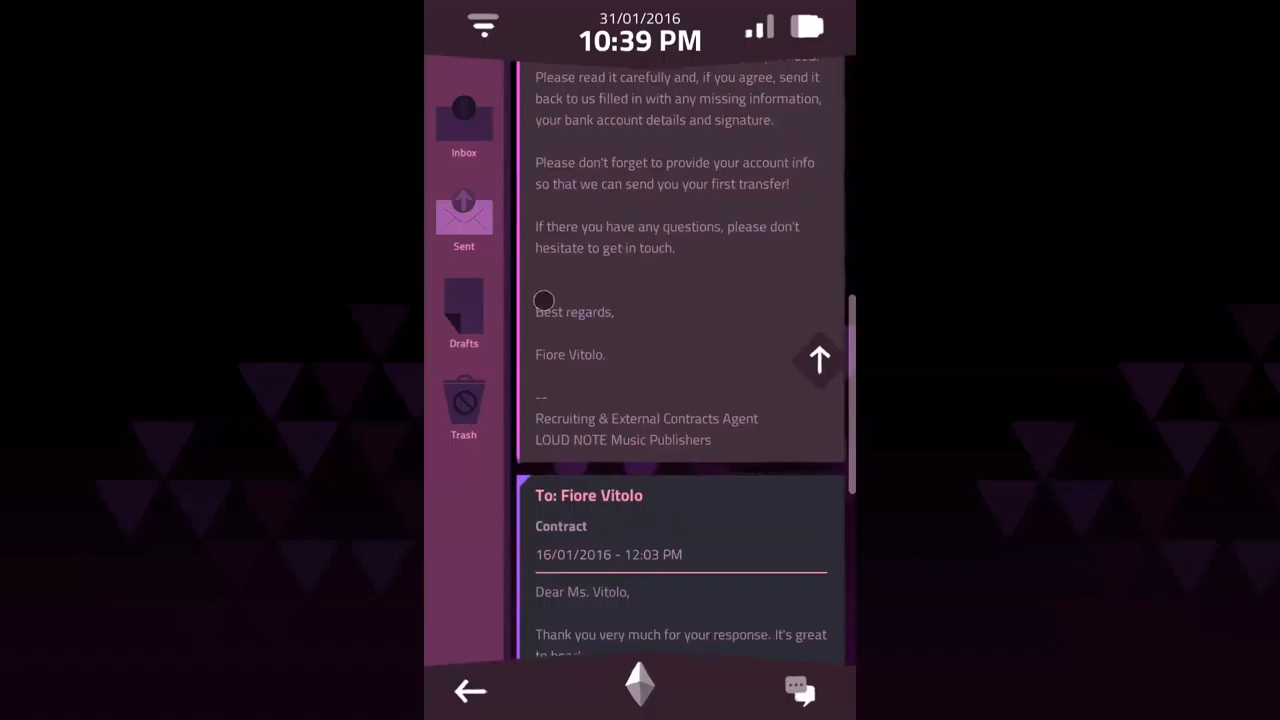 31/01/2016
10:39 PM
Inbox
Sent
Drafts
Trash
Please read it carefully and, if you agree, send it
back to us filled in with any missing information,
your bank account details and signature.
Please don't forget to provide your account info
so that we can send you your first transfer!
If there you have any questions, please don't
hesitate to get in touch.
Best regards,
Fiore Vitolo.
--
Recruiting & External Contracts Agent
LOUD NOTE Music Publishers
To: Fiore Vitolo
Contract
16/01/2016 - 12:03 PM
Dear Ms. Vitolo,
Thank you very much for your response. It's great